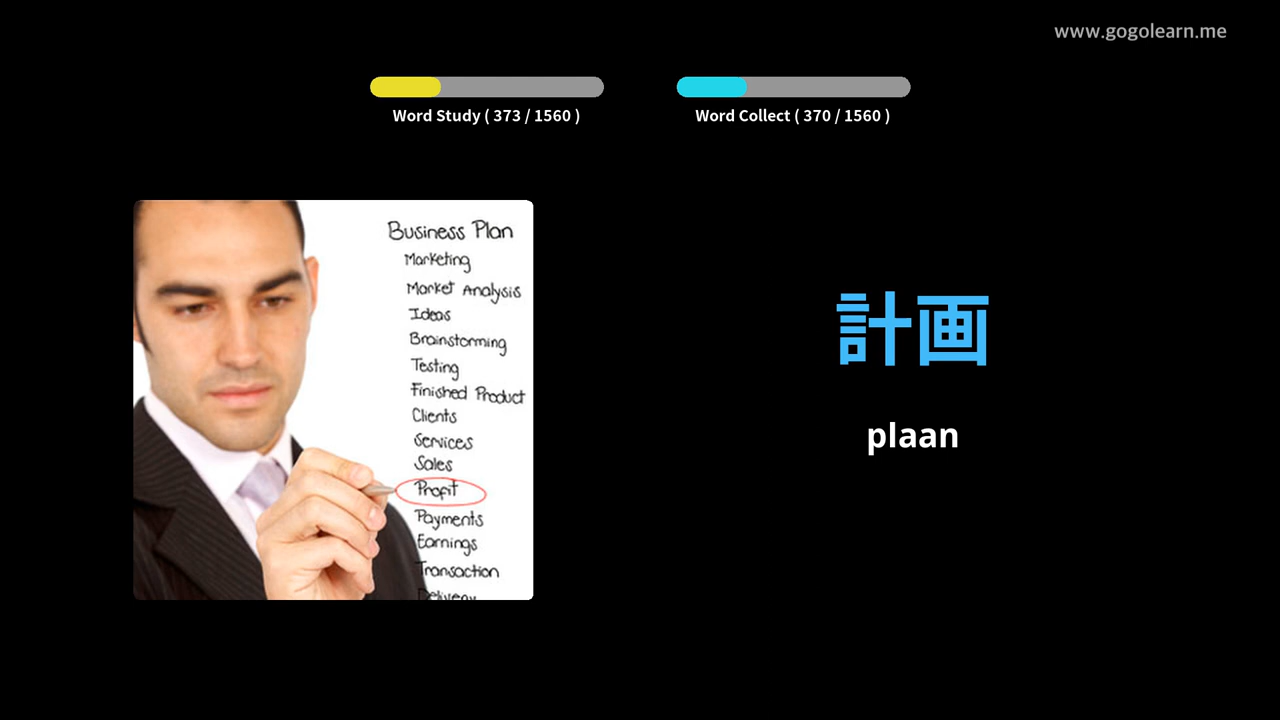 www.gogolearn.me
Word Study ( 373 / 1560 )
Word Collect ( 370 / 1560 )
Business Plan
Marketing
Market Analysis
Ideas
Brainstorming
Testing
Finished Product
Clients
Services
Sales
Profit
Payments
Earnings
Transaction
Delivery
計画
plaan